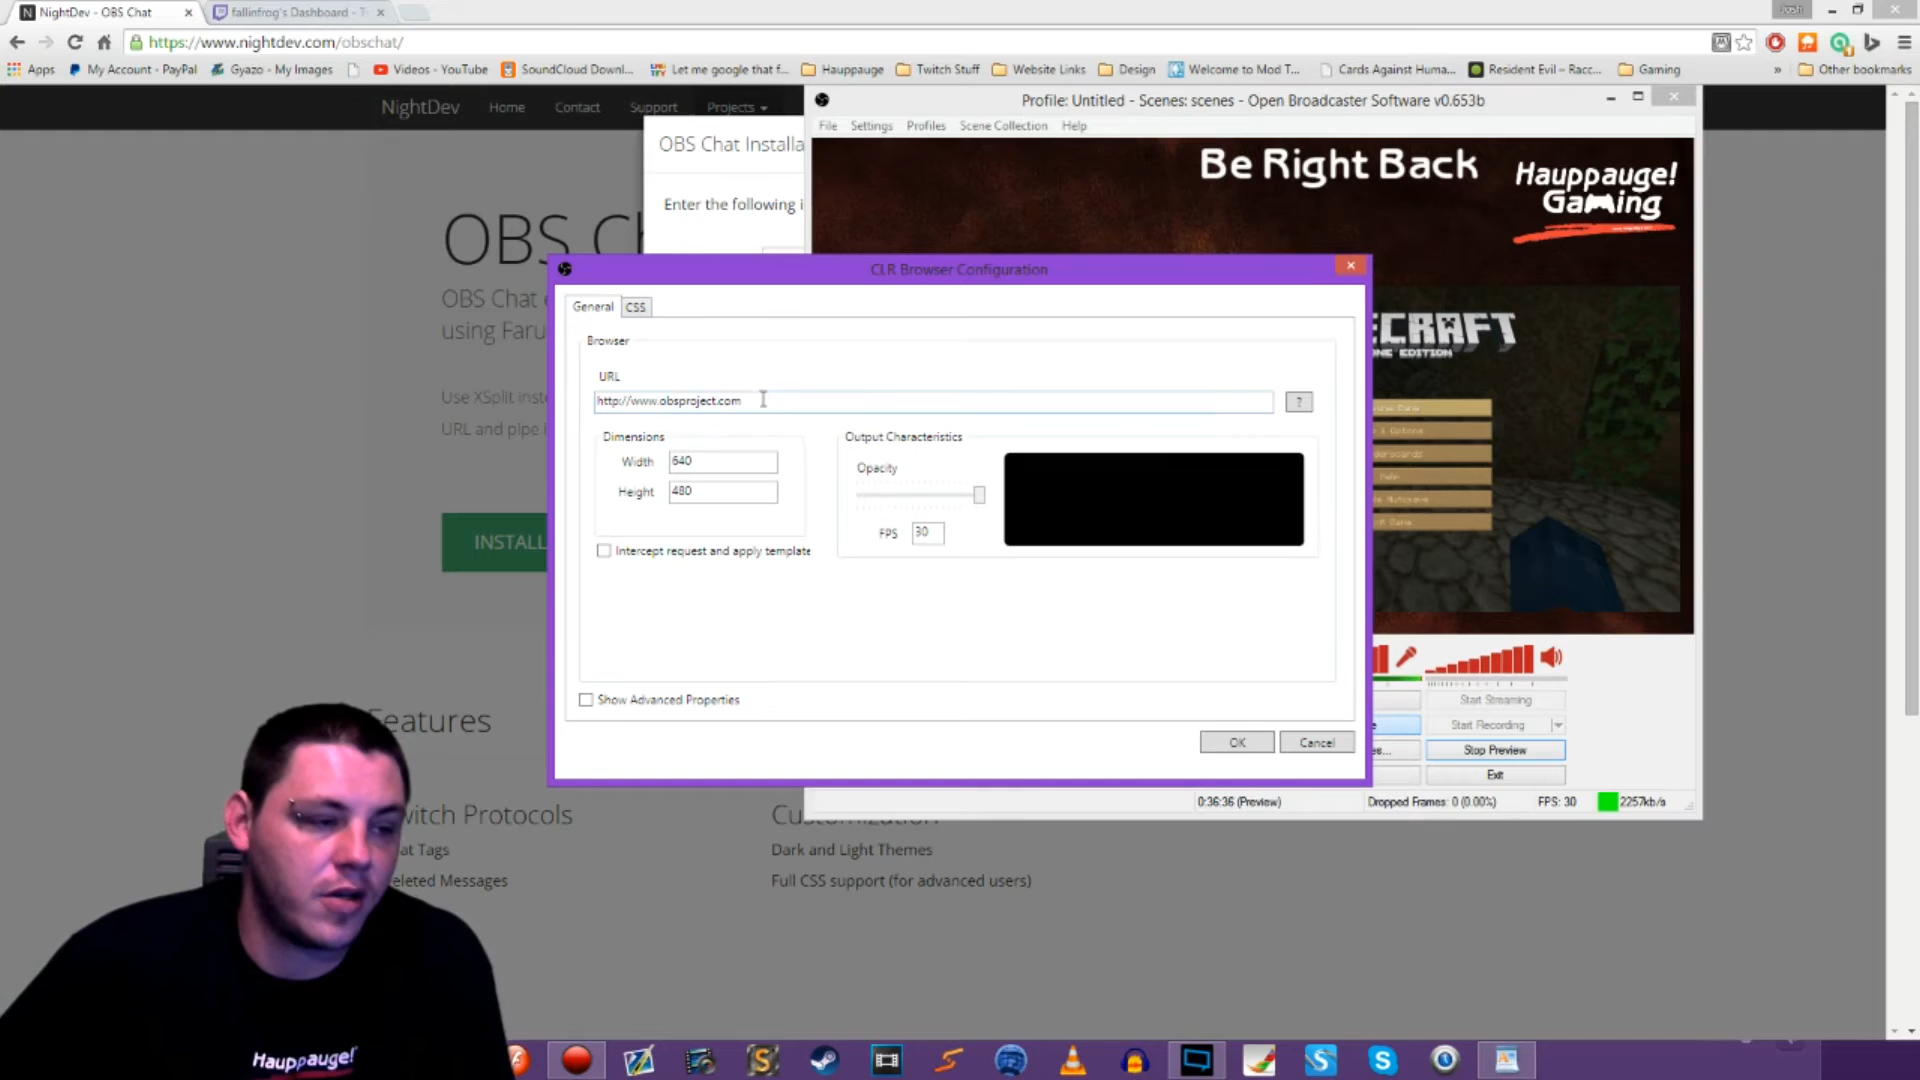 NightDev - OBS Chat
fallinfrog's Dashboard - T
Josh
https://www.nightdev.com/obschat/
Apps
My Account - PayPal
Gyazo - My Images
Videos - YouTube
SoundCloud Downl...
Let me google that f...
Hauppauge
Twitch Stuff
Website Links
Design
Welcome to Mod T...
Cards Against Huma...
Resident Evil – Racc...
Gaming
»
Other bookmarks
NightDev
Home
Contact
Support
Projects
Profile: Untitled - Scenes: scenes - Open Broadcaster Software v0.653b
File
Settings
Profiles
Scene Collection
Help
OBS Chat Installa
Enter the following i
Be Right Back
Hauppauge!
Gaming
OBS Ch
OBS Chat
using Faru
Use XSplit inst
URL and pipe i
INSTALL
CLR Browser Configuration
General
CSS
Browser
URL
http://www.obsproject.com
?
Dimensions
Width
640
Height
480
Intercept request and apply template
Output Characteristics
Opacity
FPS
30
Show Advanced Properties
OK
Cancel
CRAFT
ONE EDITION
Start Streaming
Start Recording
Stop Preview
Exit
0:36:36 (Preview)
Dropped Frames: 0 (0.00%)
FPS: 30
2257kb/s
Features
witch Protocols
at Tags
eleted Messages
Customization
Dark and Light Themes
Full CSS support (for advanced users)
Hauppauge!